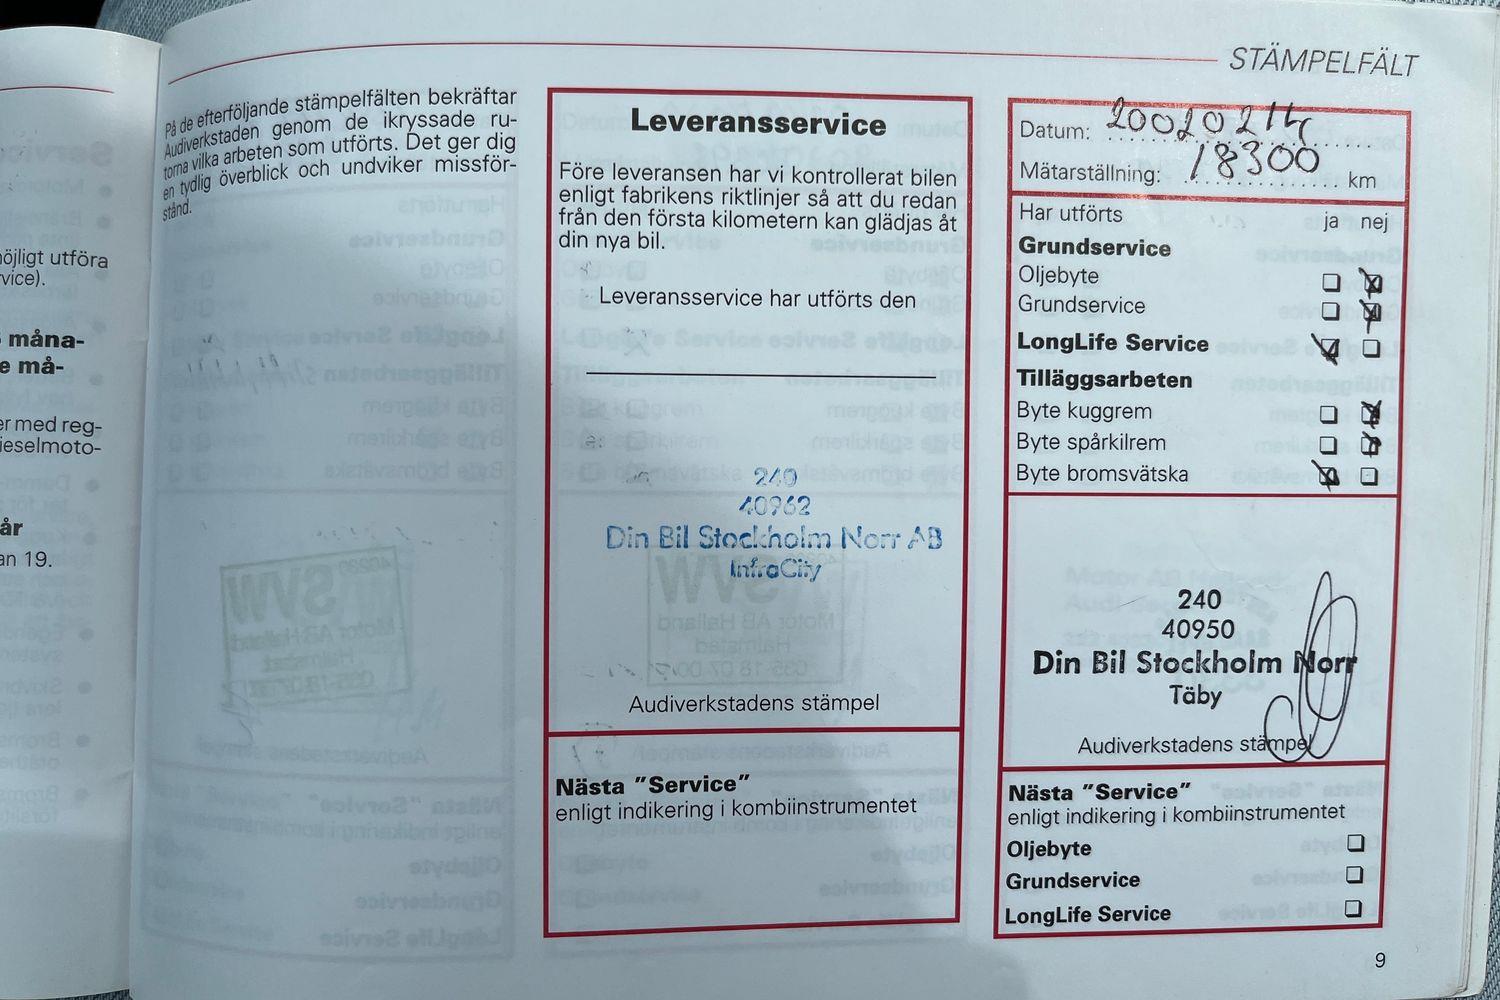 STÄMPELFÄLT
öjligt utföra
vice).
måna-
e må-
er med reg-
ieselmoto-
år
an 19.
På de efterföljande stämpelfälten bekräftar
Audiverkstaden genom de ikryssade ru-
torna vilka arbeten som utförts. Det ger dig
en tydlig överblick och undviker missför-
stånd.
Leveransservice
Före leveransen har vi kontrollerat bilen
enligt fabrikens riktlinjer så att du redan
från den första kilometern kan glädjas åt
din nya bil.
Leveransservice har utförts den
240
40962
Din Bil Stockholm Norr AB
InfraCity
Audiverkstadens stämpel
Nästa "Service"
enligt indikering i kombiinstrumentet
Datum: 20020214
Mätarställning: 18300 km
Har utförts ja nej
Grundservice
Oljebyte
Grundservice
LongLife Service
Tilläggsarbeten
Byte kuggrem
Byte spårkilrem
Byte bromsvätska
240
40950
Din Bil Stockholm Norr
Täby
Audiverkstadens stämpel
Nästa "Service"
enligt indikering i kombiinstrumentet
Oljebyte
Grundservice
LongLife Service
9